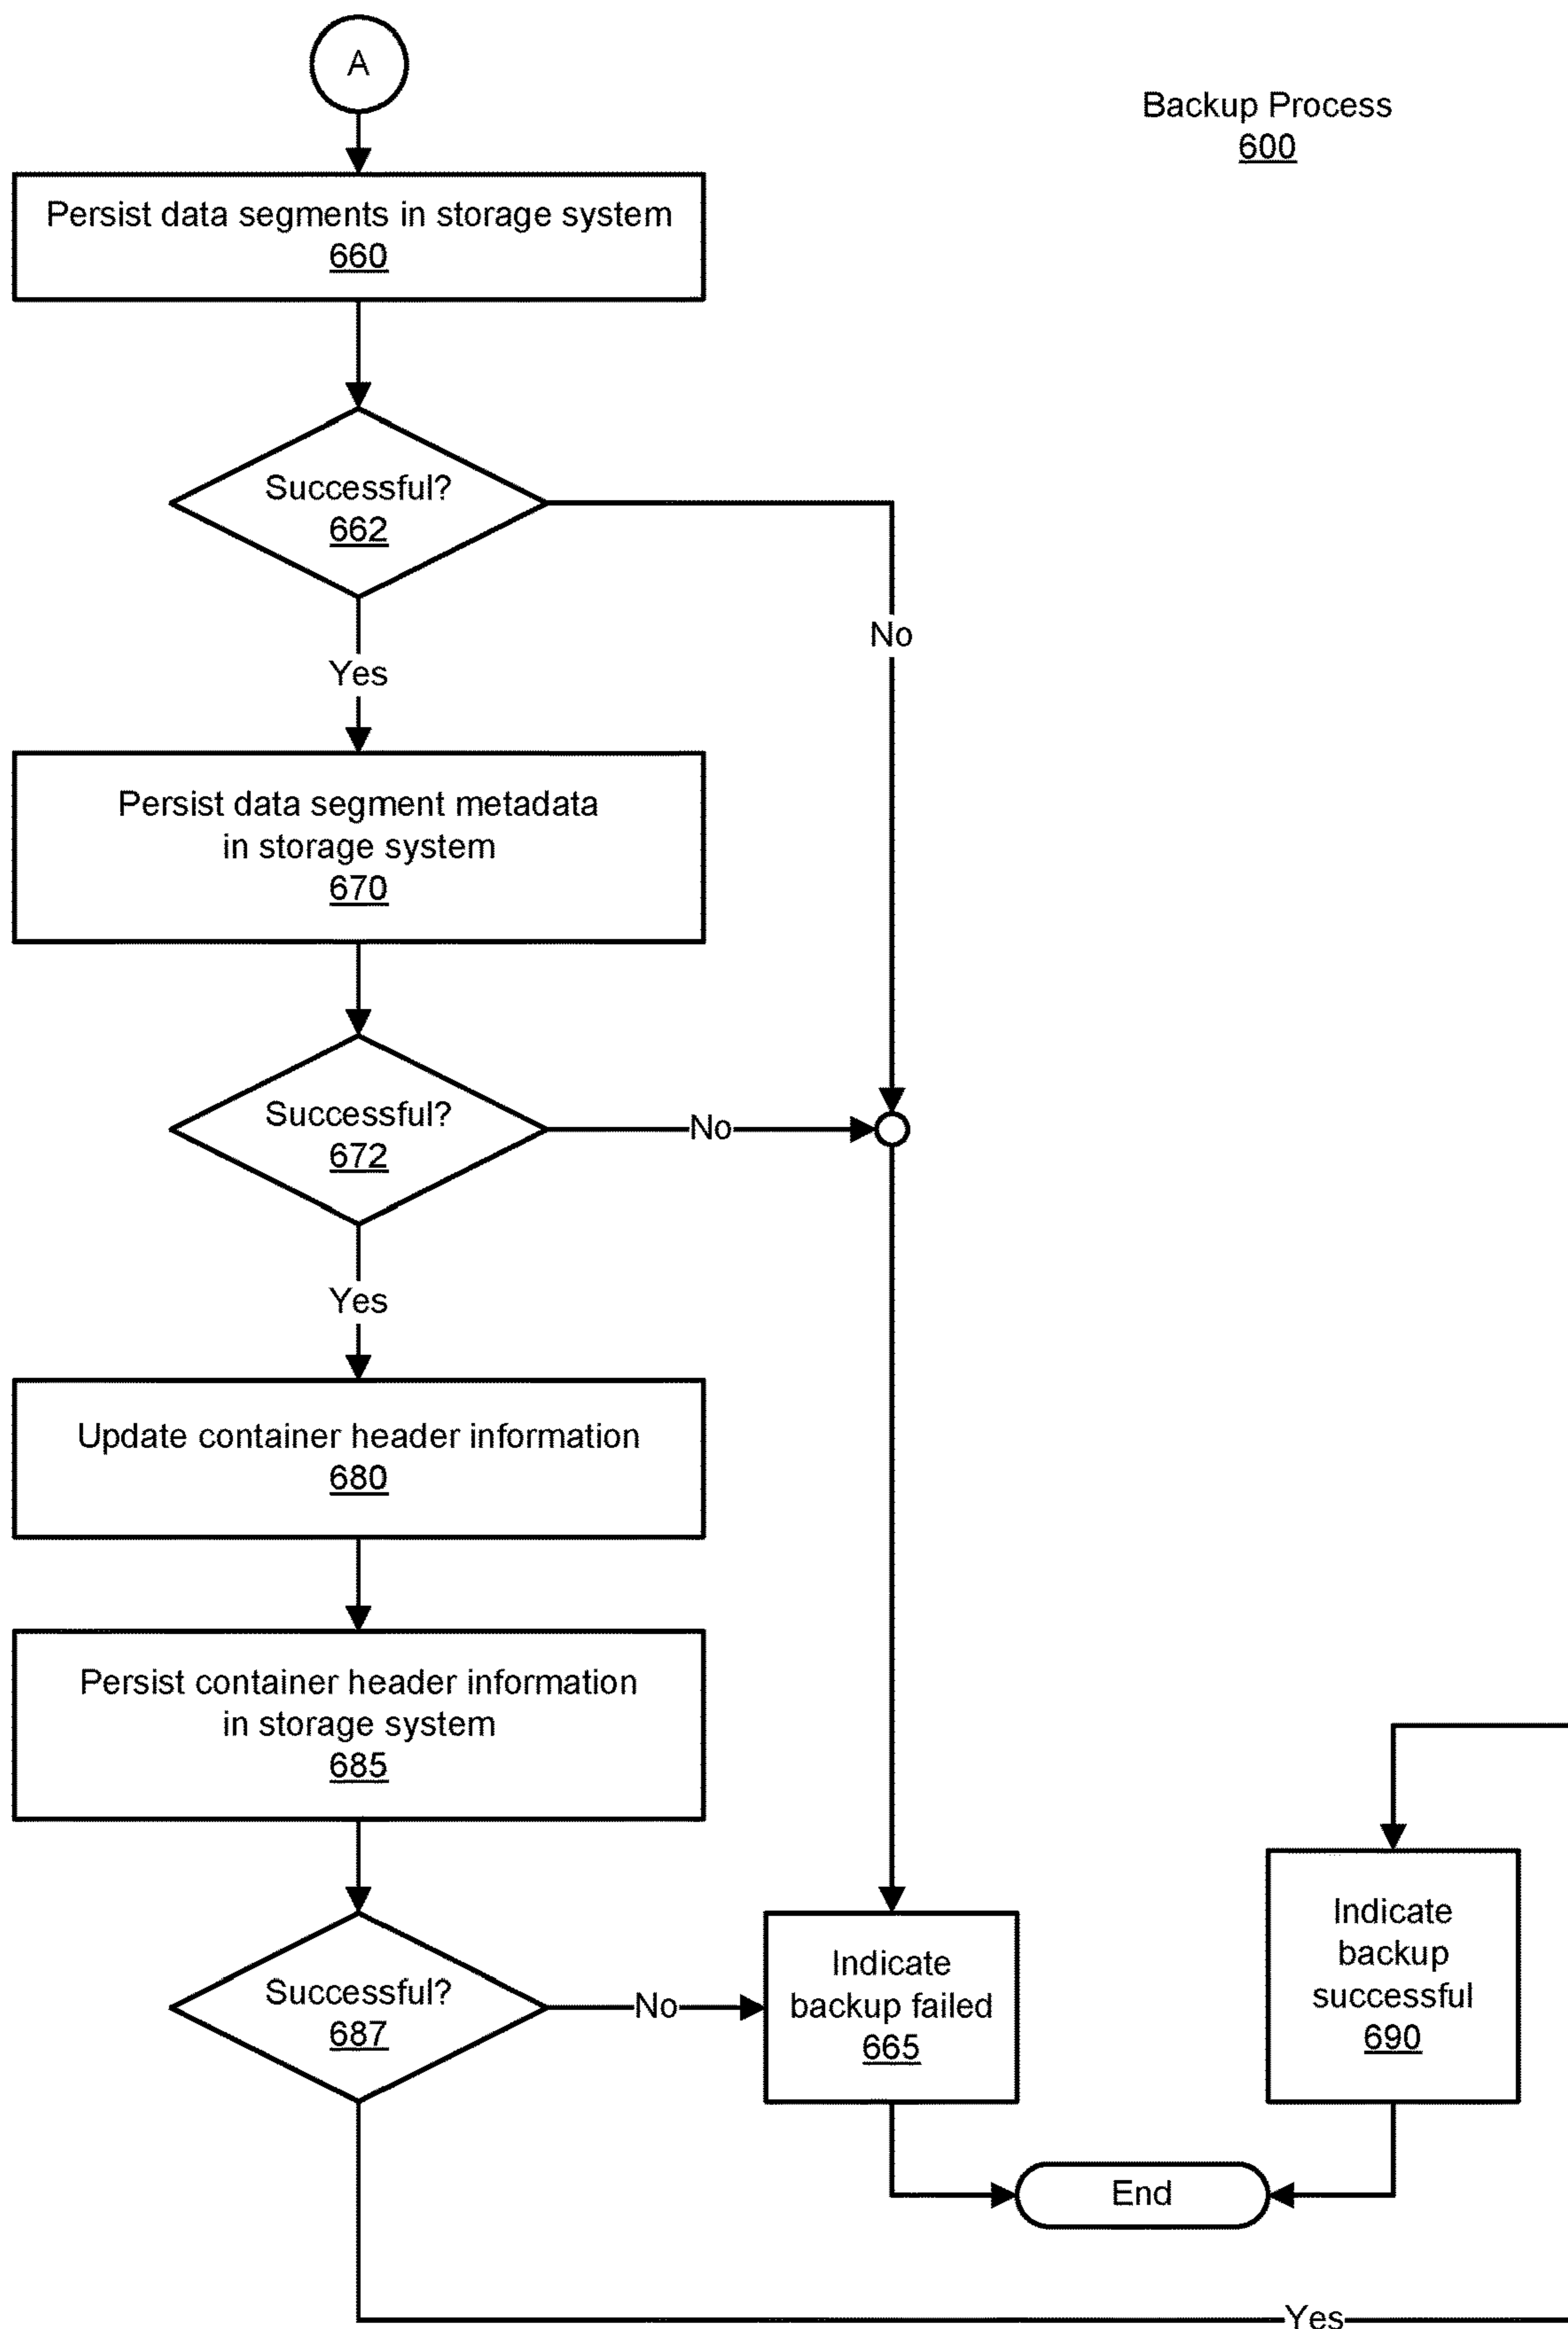 A
Backup Process
600
Persist data segments in storage system
660
Successful?
662
No
Yes
Persist data segment metadata
in storage system
670
Successful?
672
No
Yes
Update container header information
680
Persist container header information
in storage system
685
Successful?
687
No
Indicate
backup failed
665
Indicate
backup
successful
690
End
Yes